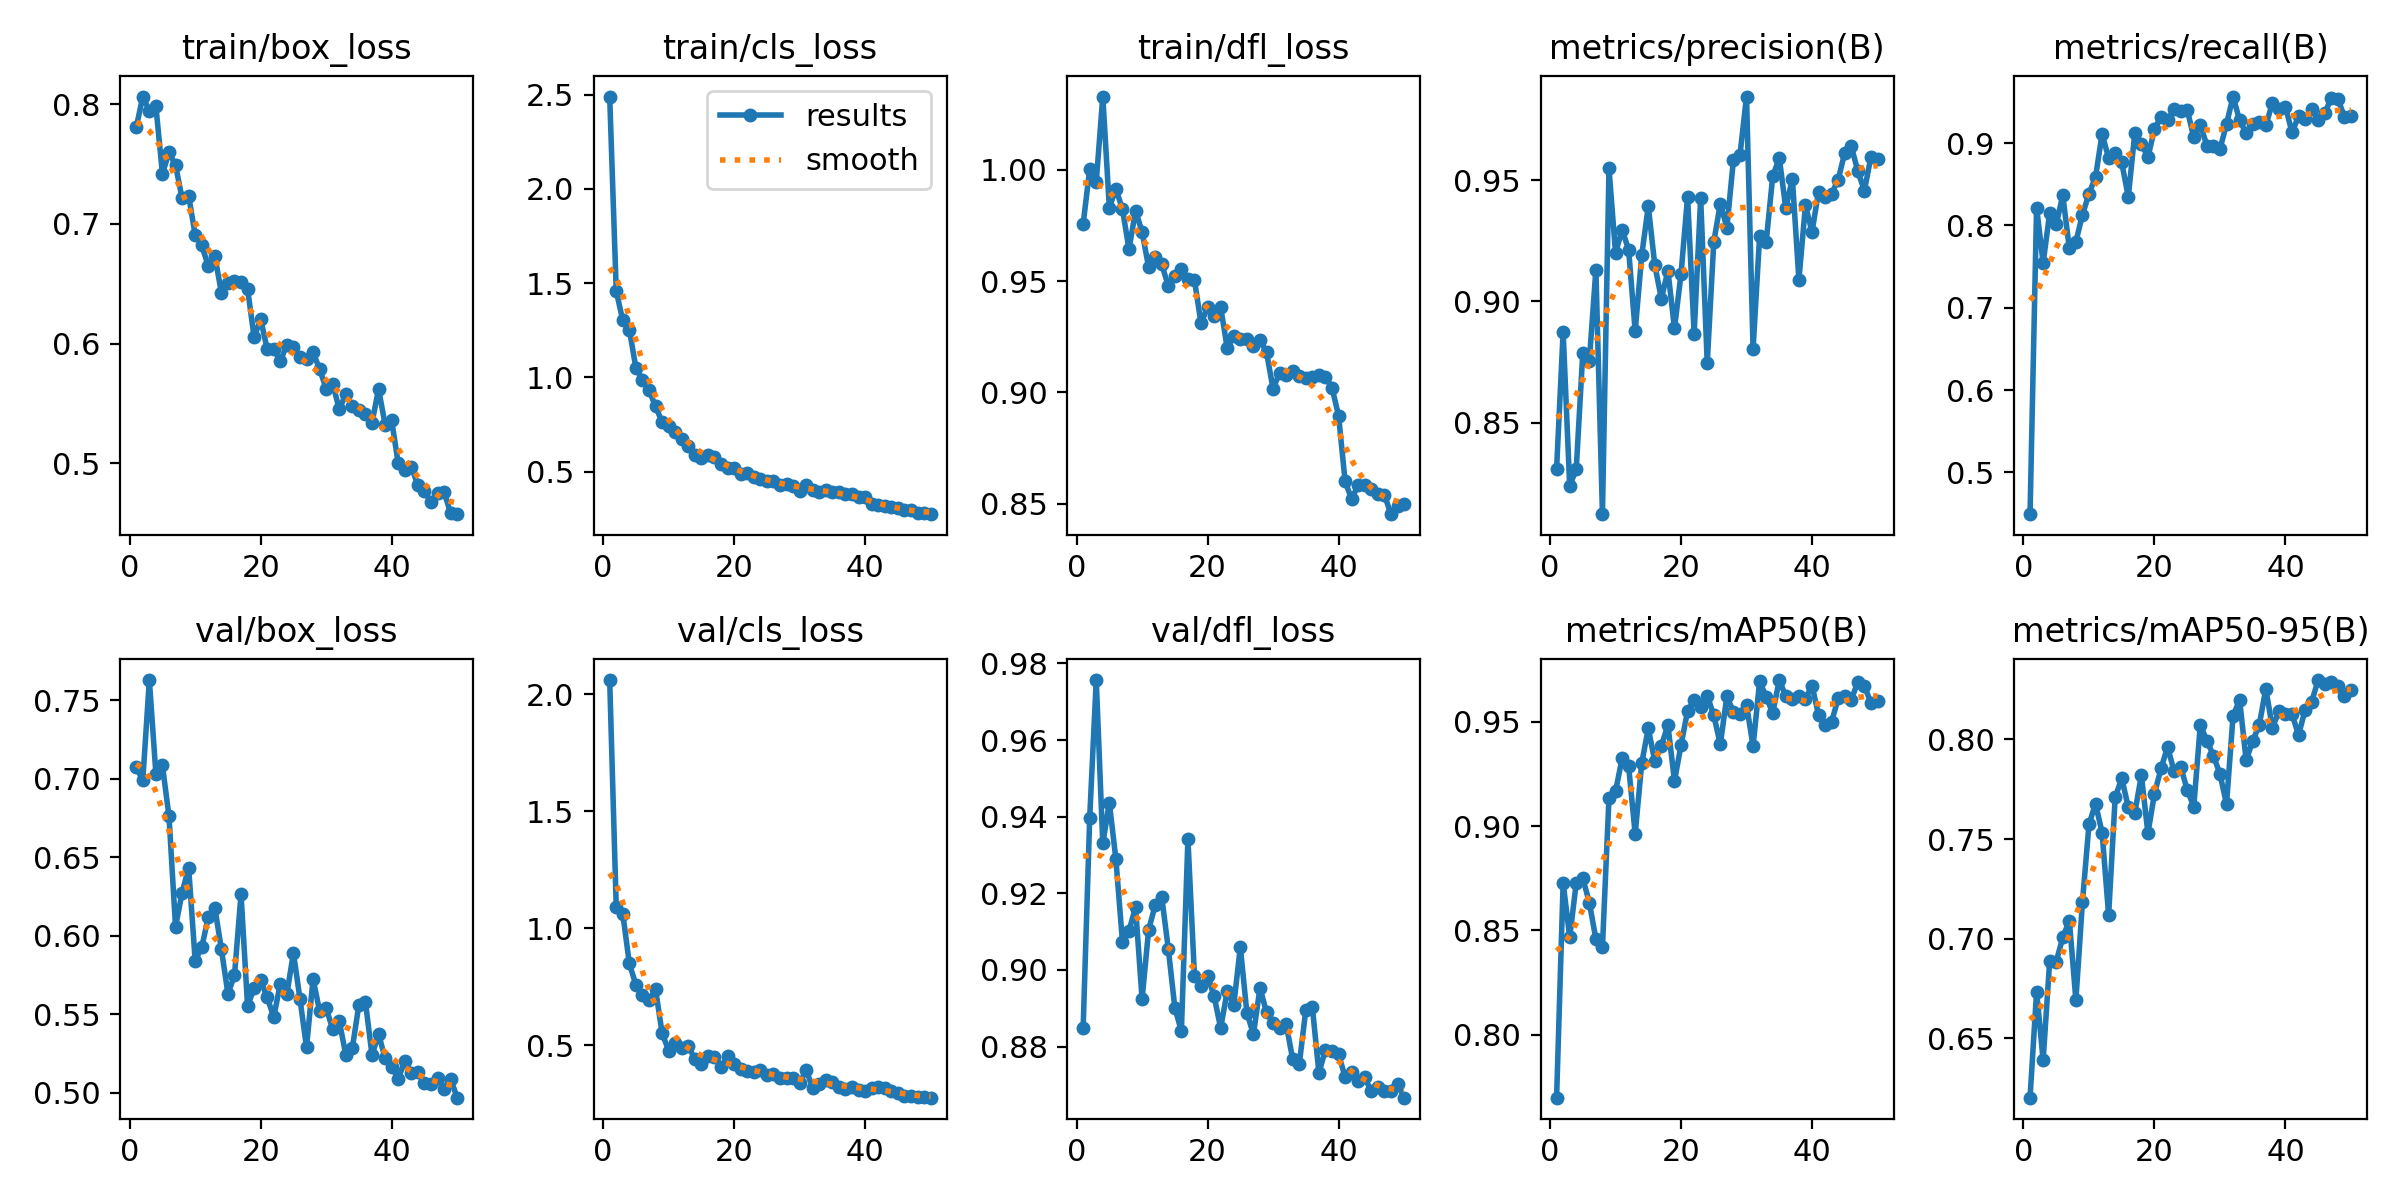 train/box_loss
0.8
0.7
0.6
0.5
0 20 40
train/cls_loss
2.5
2.0
1.5
1.0
0.5
0 20 40
results
smooth
train/dfl_loss
1.00
0.95
0.90
0.85
0 20 40
metrics/precision(B)
0.95
0.90
0.85
0 20 40
metrics/recall(B)
0.9
0.8
0.7
0.6
0.5
0 20 40
val/box_loss
0.75
0.70
0.65
0.60
0.55
0.50
0 20 40
val/cls_loss
2.0
1.5
1.0
0.5
0 20 40
val/dfl_loss
0.98
0.96
0.94
0.92
0.90
0.88
0 20 40
metrics/mAP50(B)
0.95
0.90
0.85
0.80
0 20 40
metrics/mAP50-95(B)
0.80
0.75
0.70
0.65
0 20 40